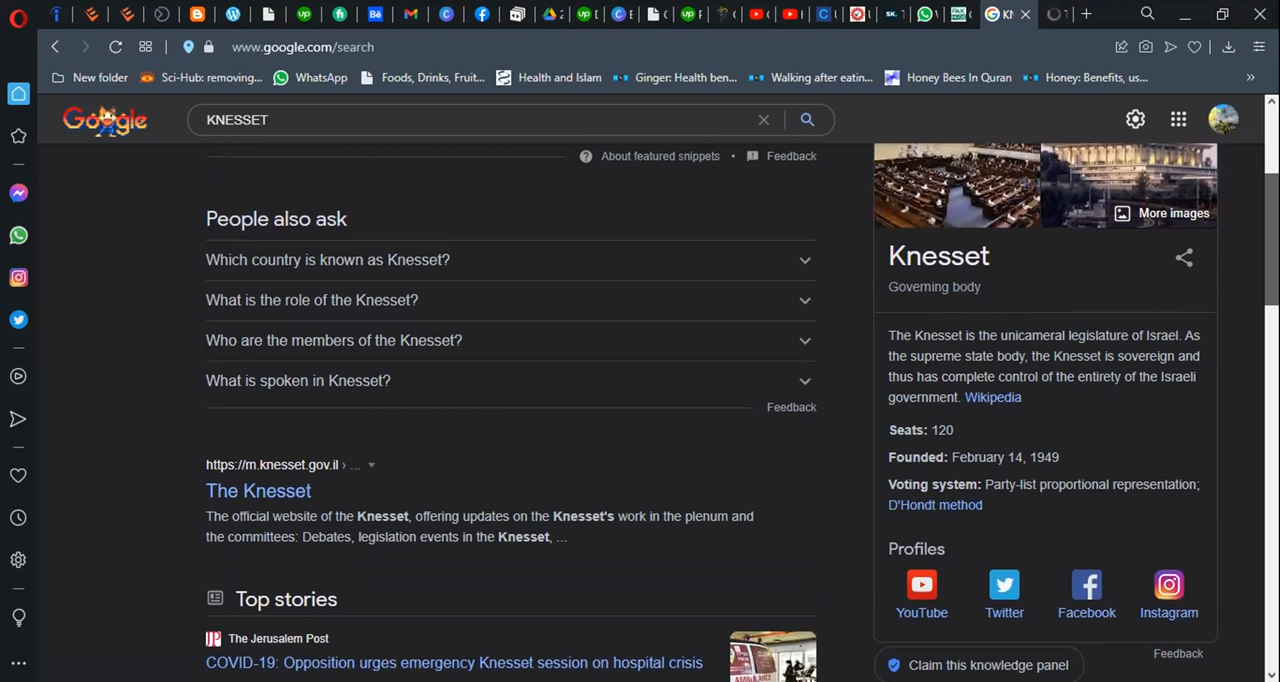 www.google.com/search
New folder
Sci-Hub: removing...
WhatsApp
Foods, Drinks, Fruit...
Health and Islam
Ginger: Health ben...
Walking after eatin...
Honey Bees In Quran
Honey: Benefits, us...
Google
KNESSET
About featured snippets • Feedback
People also ask
Which country is known as Knesset?
What is the role of the Knesset?
Who are the members of the Knesset?
What is spoken in Knesset?
Feedback
https://m.knesset.gov.il › ...
The Knesset
The official website of the Knesset, offering updates on the Knesset's work in the plenum and
the committees: Debates, legislation events in the Knesset, ...
Top stories
The Jerusalem Post
COVID-19: Opposition urges emergency Knesset session on hospital crisis
AMBULANCE
More images
Knesset
Governing body
The Knesset is the unicameral legislature of Israel. As
the supreme state body, the Knesset is sovereign and
thus has complete control of the entirety of the Israeli
government. Wikipedia
Seats: 120
Founded: February 14, 1949
Voting system: Party-list proportional representation;
D'Hondt method
Profiles
YouTube
Twitter
Facebook
Instagram
Feedback
Claim this knowledge panel